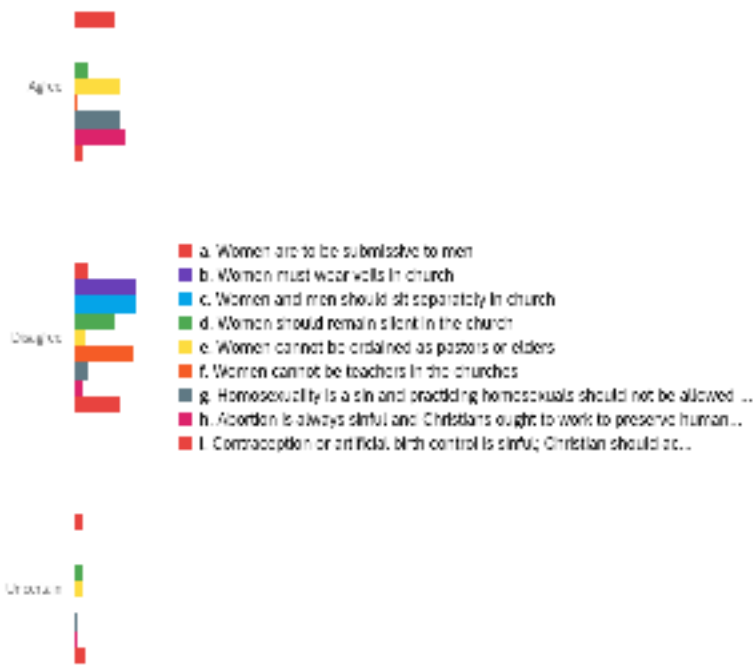 Agree
a. Women are to be submissive to men
b. Women must wear veils in church
c. Women and men should sit separately in church
d. Women should remain silent in the church
Disagree
e. Women cannot be ordained as pastors or elders
f. Women cannot be teachers in the churches
g. Homosexuality is a sin and practicing homosexuals should not be allowed ...
h. Abortion is always sinful and Christians ought to work to preserve human...
i. Contraception or artificial birth control is sinful; Christian should ac...
Uncertain